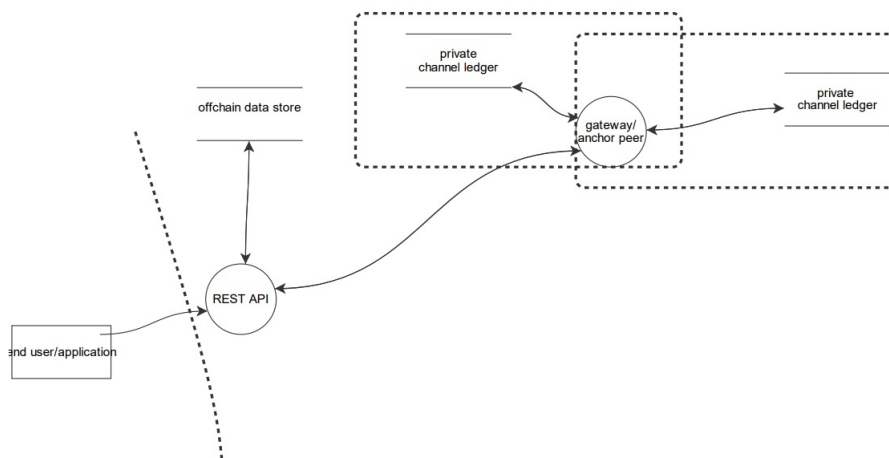 private
channel ledger
private
channel ledger
offchain data store
gateway/
anchor peer
REST API
end user/application